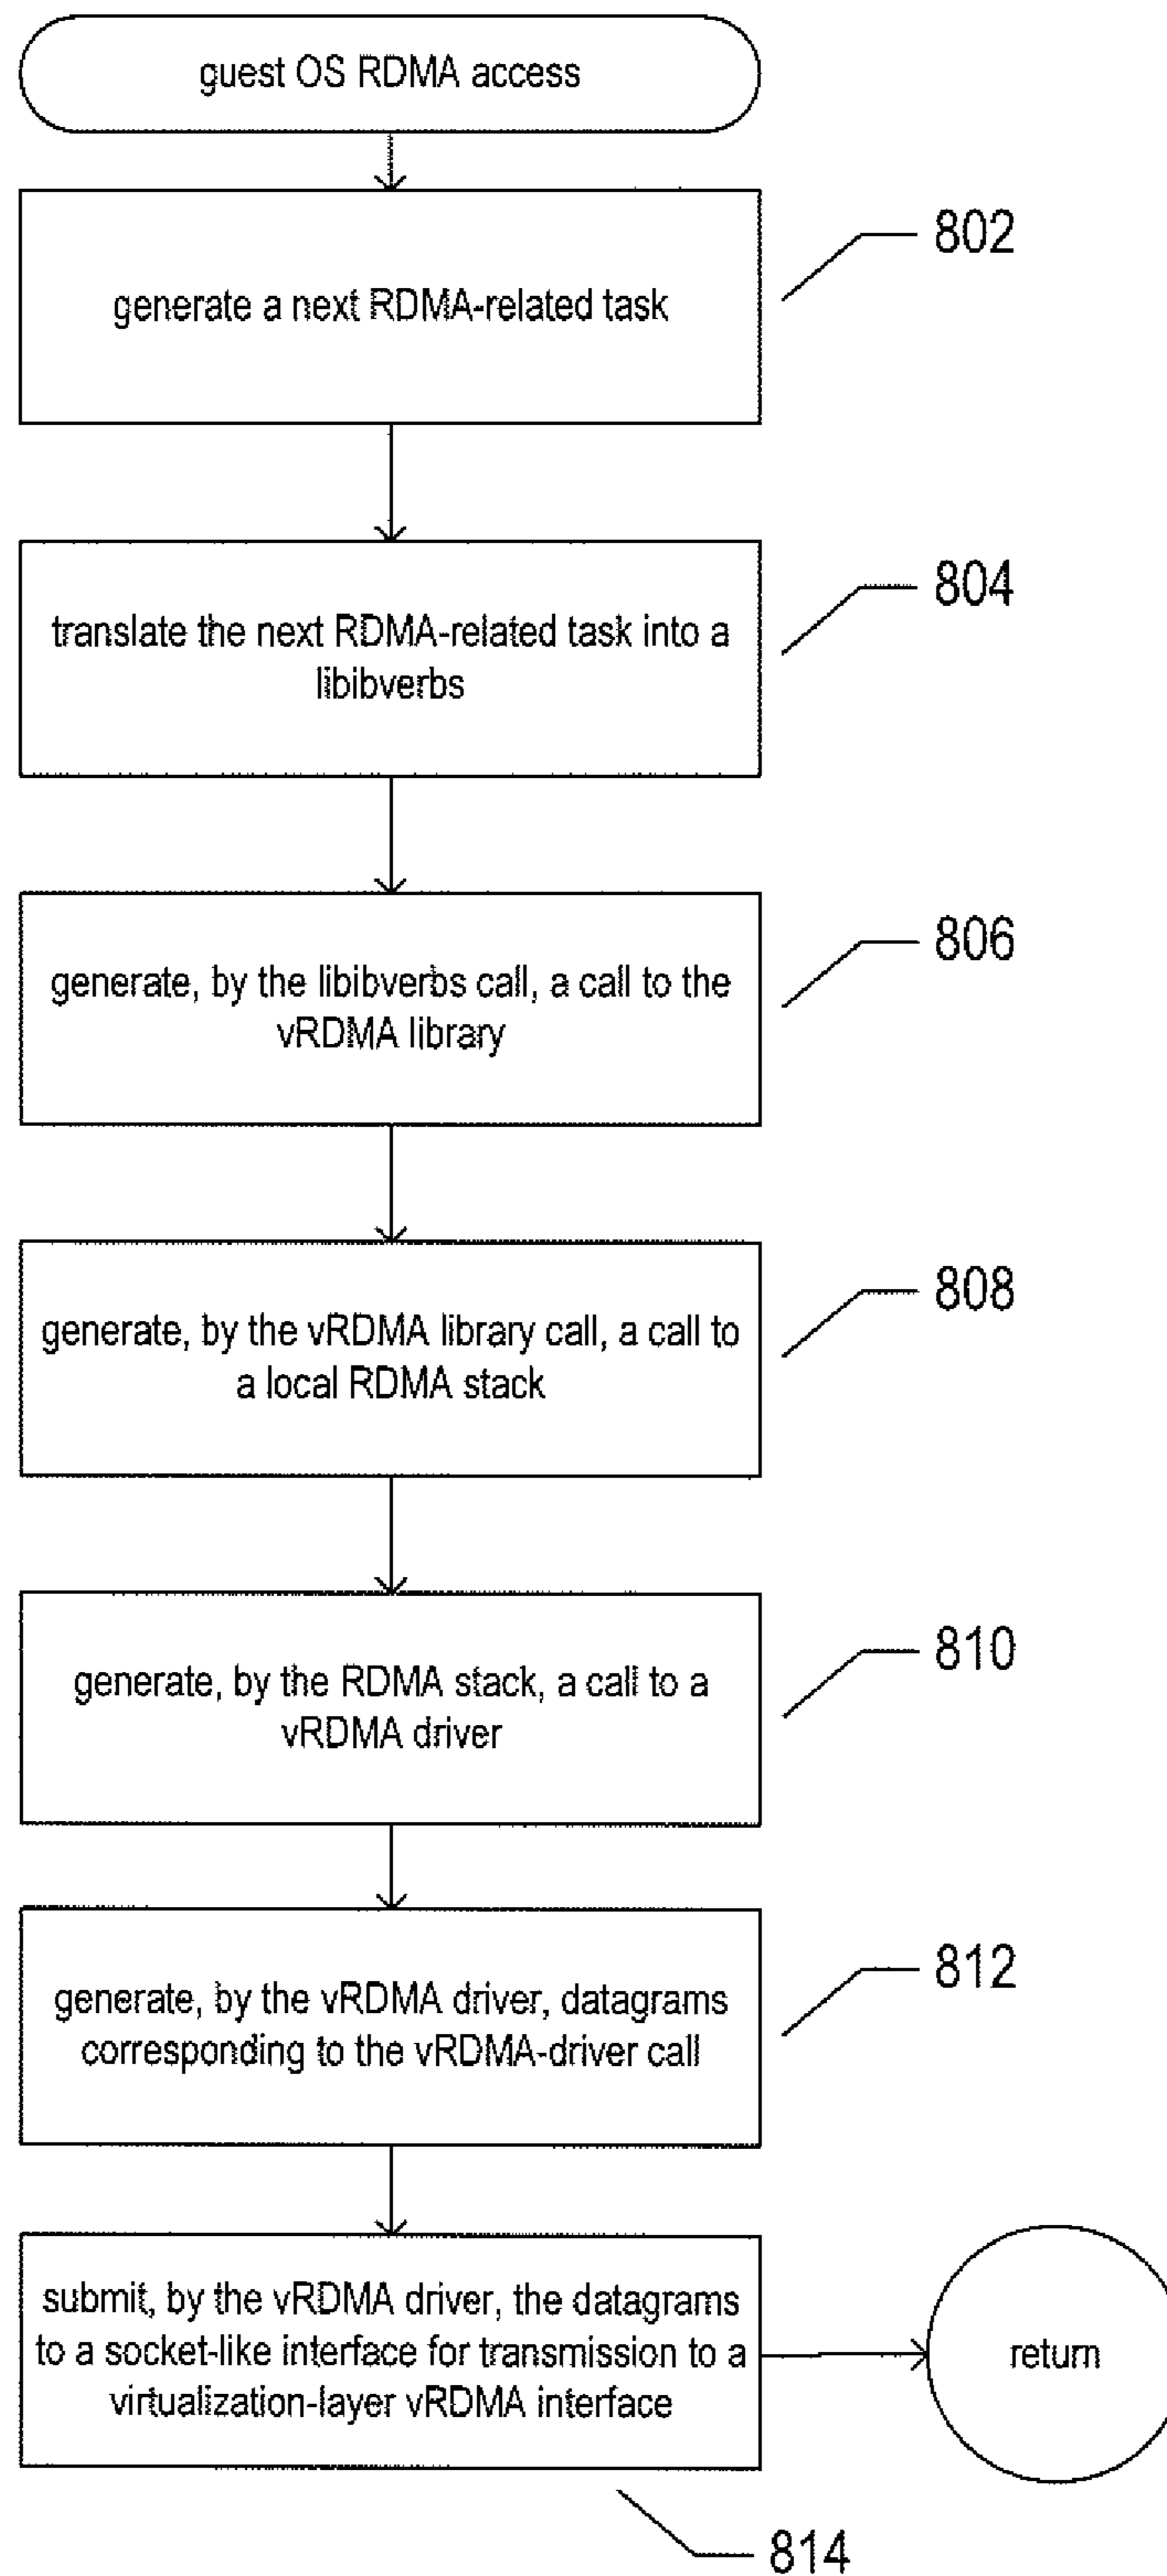 guest OS RDMA access
802
generate a next RDMA-related task
804
translate the next RDMA-related task into a
libibverbs
806
generate, by the libibverbs call, a call to the
vRDMA library
808
generate, by the vRDMA library call, a call to
a local RDMA stack
810
generate, by the RDMA stack, a call to a
vRDMA driver
812
generate, by the vRDMA driver, datagrams
corresponding to the vRDMA-driver call
submit, by the vRDMA driver, the datagrams
to a socket-like interface for transmission to a
virtualization-layer vRDMA interface
return
814